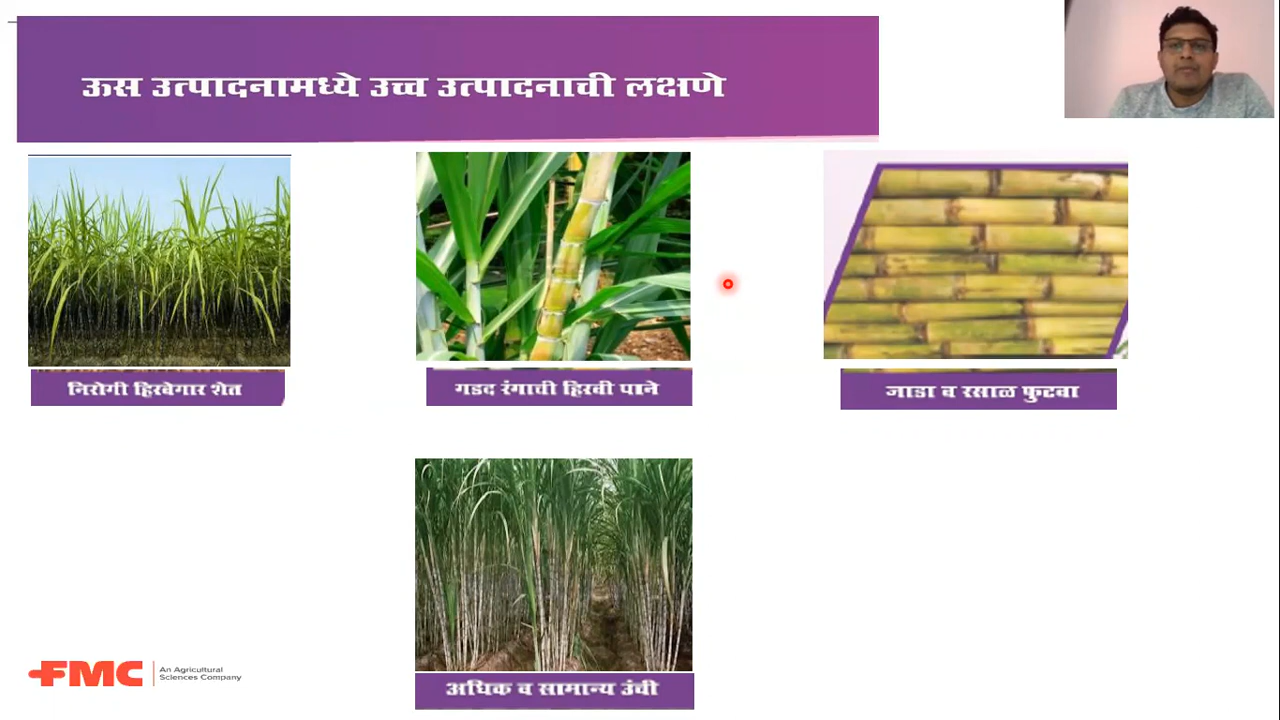 ऊस उत्पादनामध्ये उच्च उत्पादनाची लक्षणे
निरोगी हिरवेगार शेत
गडद रंगाची हिरवी पाने
जाडा व रसाळ फुटवा
अधिक व सामान्य उंची
FMC
An Agricultural
Sciences Company